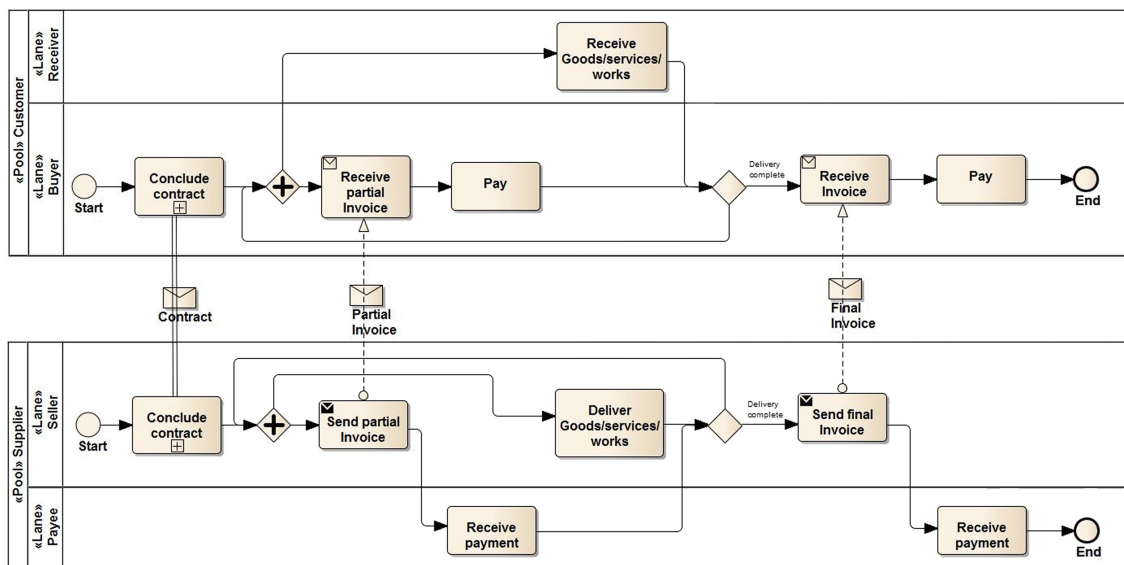 «Pool» Customer
«Lane»
Receiver
Receive
Goods/services/
works
«Lane»
Buyer
Start
Conclude
contract
Receive
partial
Invoice
Pay
Delivery
complete
Receive
Invoice
Pay
End
Contract
Partial
Invoice
Final
Invoice
«Pool» Supplier
«Lane»
Seller
Start
Conclude
contract
Send partial
Invoice
Deliver
Goods/services/
works
Delivery
complete
Send final
Invoice
«Lane»
Payee
Receive
payment
Receive
payment
End